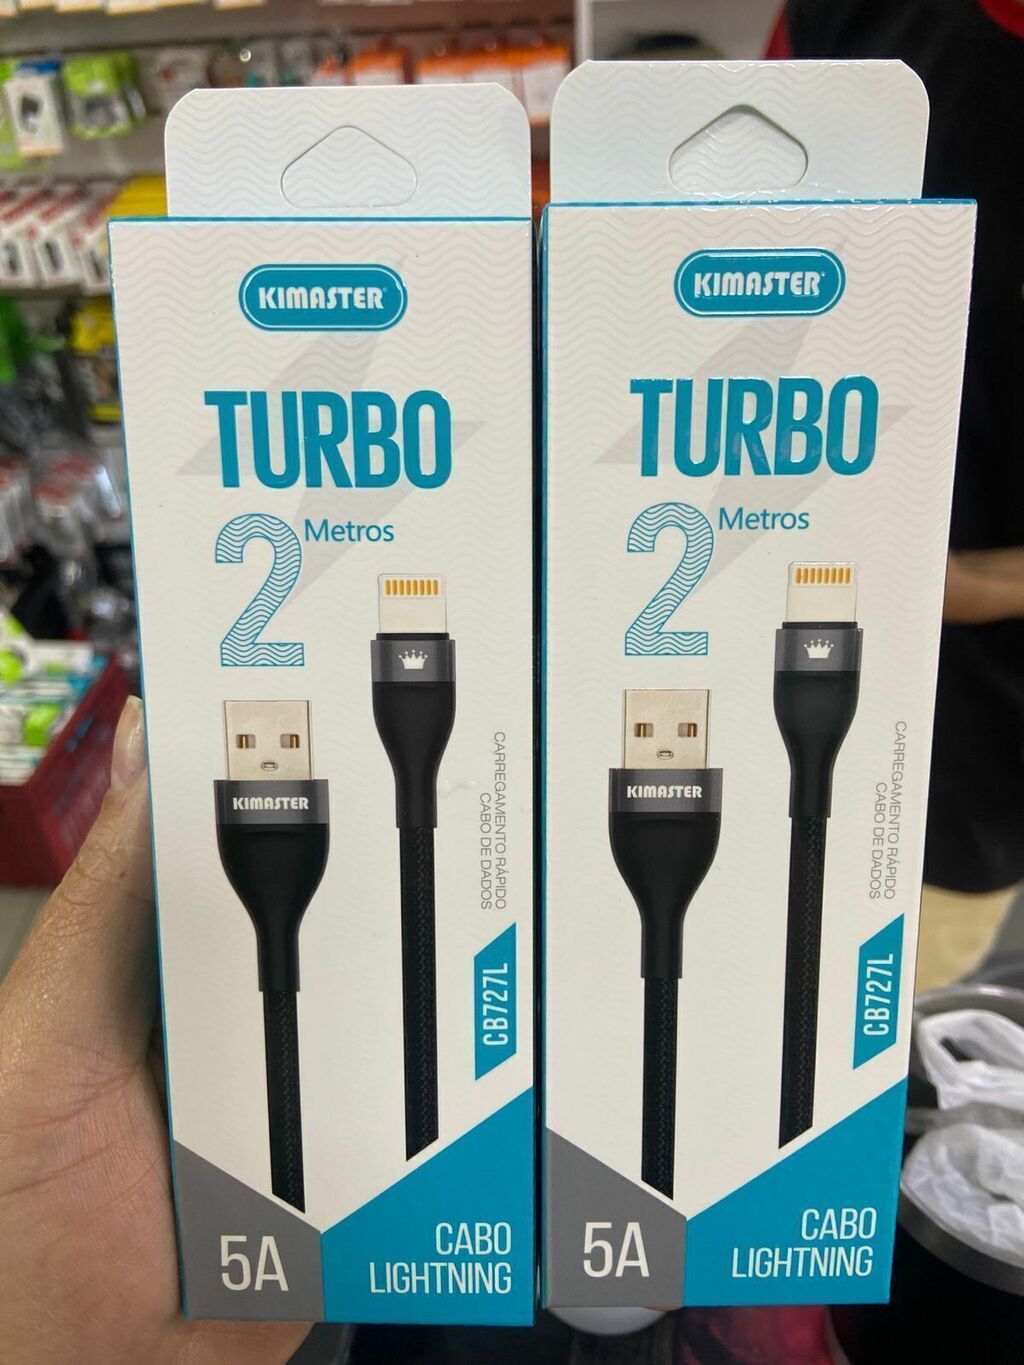 KIMASTER
TURBO
2 Metros
KIMASTER
CARREGAMENTO RÁPIDO
CABO DE DADOS
CB727L
5A
CABO
LIGHTNING
KIMASTER
TURBO
2 Metros
KIMASTER
CARREGAMENTO RÁPIDO
CABO DE DADOS
CB727L
5A
CABO
LIGHTNING